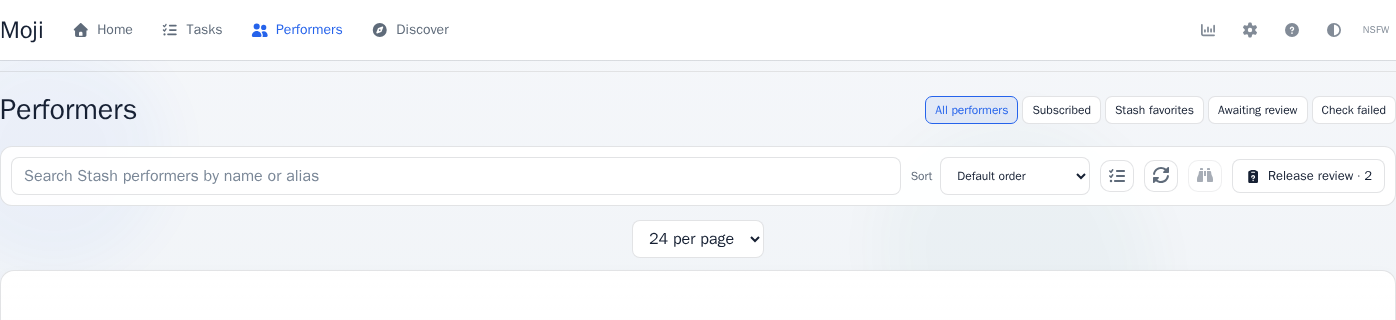 Moji Home Tasks Performers Discover NSFW
Performers All performers Subscribed Stash favorites Awaiting review Check failed
Search Stash performers by name or alias Sort Default order Release review · 2
24 per page